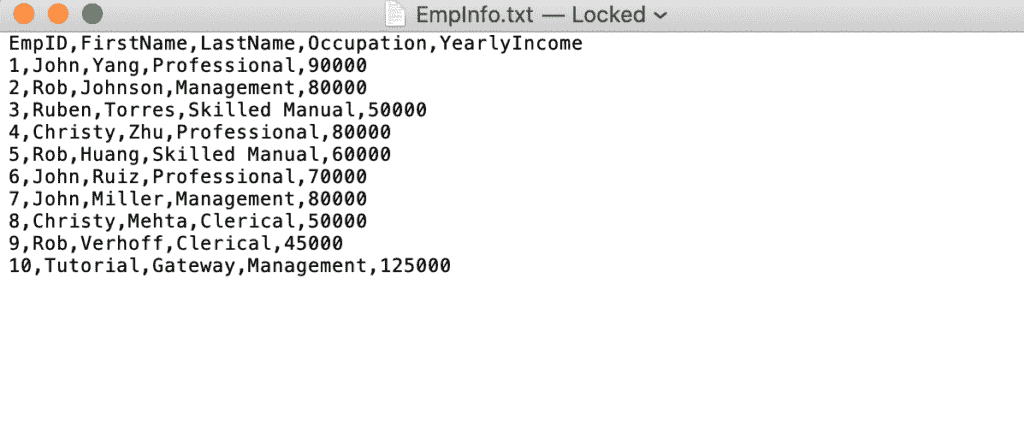 EmpInfo.txt — Locked
EmpID,FirstName,LastName,Occupation,YearlyIncome
1,John,Yang,Professional,90000
2,Rob,Johnson,Management,80000
3,Ruben,Torres,Skilled Manual,50000
4,Christy,Zhu,Professional,80000
5,Rob,Huang,Skilled Manual,60000
6,John,Ruiz,Professional,70000
7,John,Miller,Management,80000
8,Christy,Mehta,Clerical,50000
9,Rob,Verhoff,Clerical,45000
10,Tutorial,Gateway,Management,125000